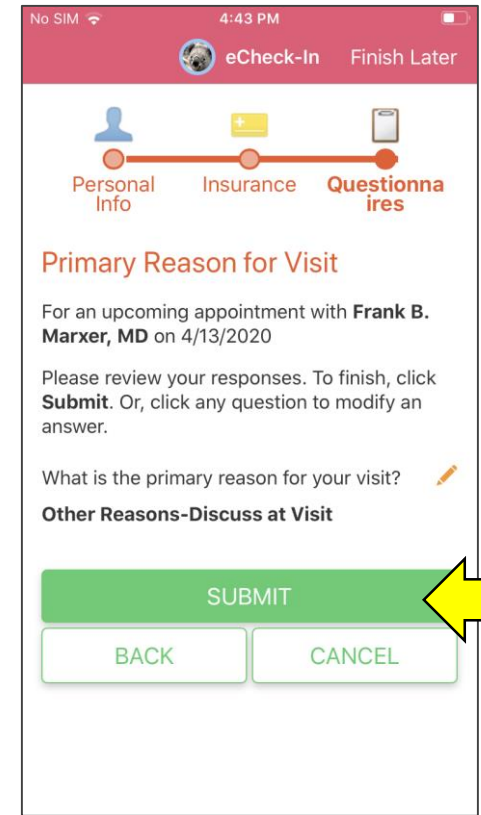 No SIM 4:43 PM
eCheck-In Finish Later
Personal Info
Insurance
Questionna
ires
Primary Reason for Visit
For an upcoming appointment with Frank B.
Marxer, MD on 4/13/2020
Please review your responses. To finish, click
Submit. Or, click any question to modify an
answer.
What is the primary reason for your visit?
Other Reasons-Discuss at Visit
SUBMIT
BACK CANCEL